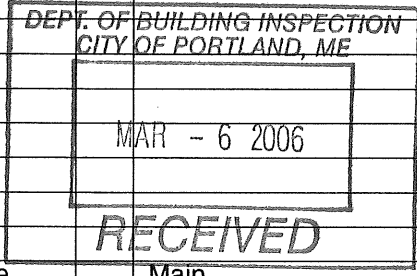 DEPT. OF BUILDING INSPECTION
CITY OF PORTLAND, ME
MAR - 6 2006
RECEIVED
e Main